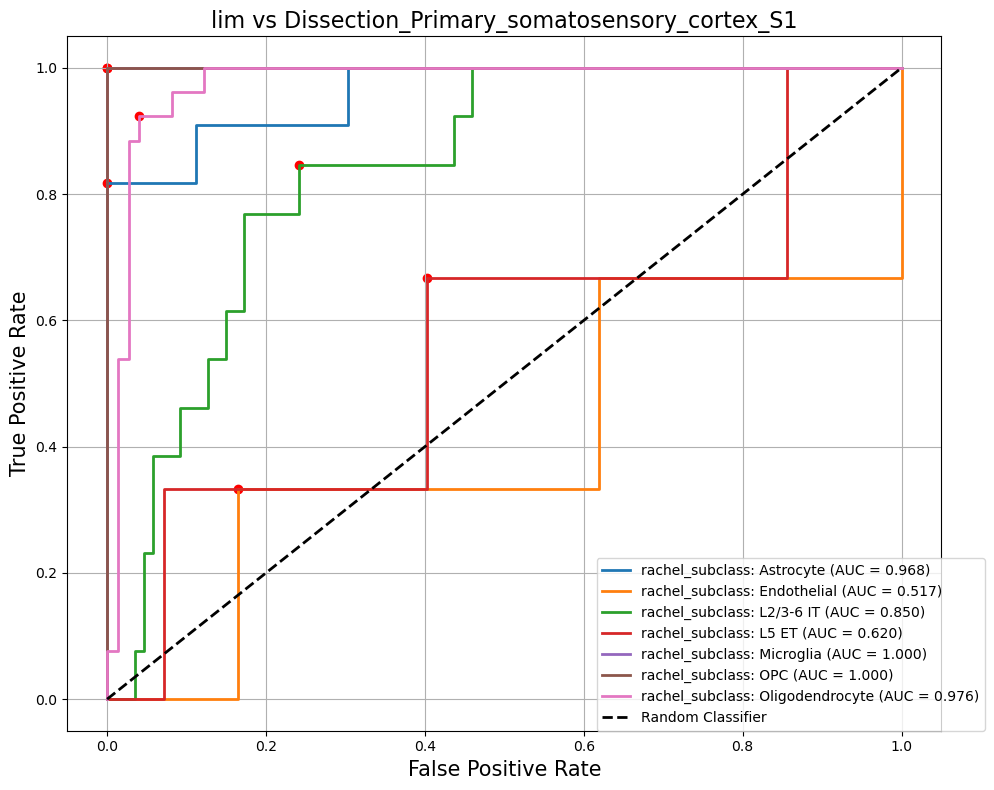 lim vs Dissection_Primary_somatosensory_cortex_S1
True Positive Rate
1.0
0.8
0.6
0.4
0.2
0.0
rachel_subclass: Astrocyte (AUC = 0.968)
rachel_subclass: Endothelial (AUC = 0.517)
rachel_subclass: L2/3-6 IT (AUC = 0.850)
rachel_subclass: L5 ET (AUC = 0.620)
rachel_subclass: Microglia (AUC = 1.000)
rachel_subclass: OPC (AUC = 1.000)
rachel_subclass: Oligodendrocyte (AUC = 0.976)
Random Classifier
0.0 0.2 0.4 0.6 0.8 1.0
False Positive Rate